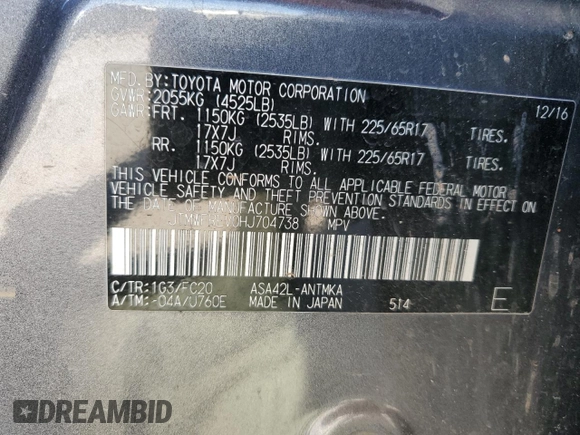 MFD. BY: TOYOTA MOTOR CORPORATION
GVWR: 2055KG (4525LB) 12/16
GAWR: FRT. 1150KG (2535LB) WITH 225/65R17 TIRES.
17X7J RIMS.
RR. 1150KG (2535LB) WITH 225/65R17 TIRES.
17X7J RIMS.
THIS VEHICLE CONFORMS TO ALL APPLICABLE FEDERAL MOTOR
VEHICLE SAFETY AND THEFT PREVENTION STANDARDS IN EFFECT ON
THE DATE OF MANUFACTURE SHOWN ABOVE.
MPV
C/TR: 1G3/FC20 ASA42L-ANTMKA
A/TM: -04A/U760E MADE IN JAPAN 514 E
DREAMBID